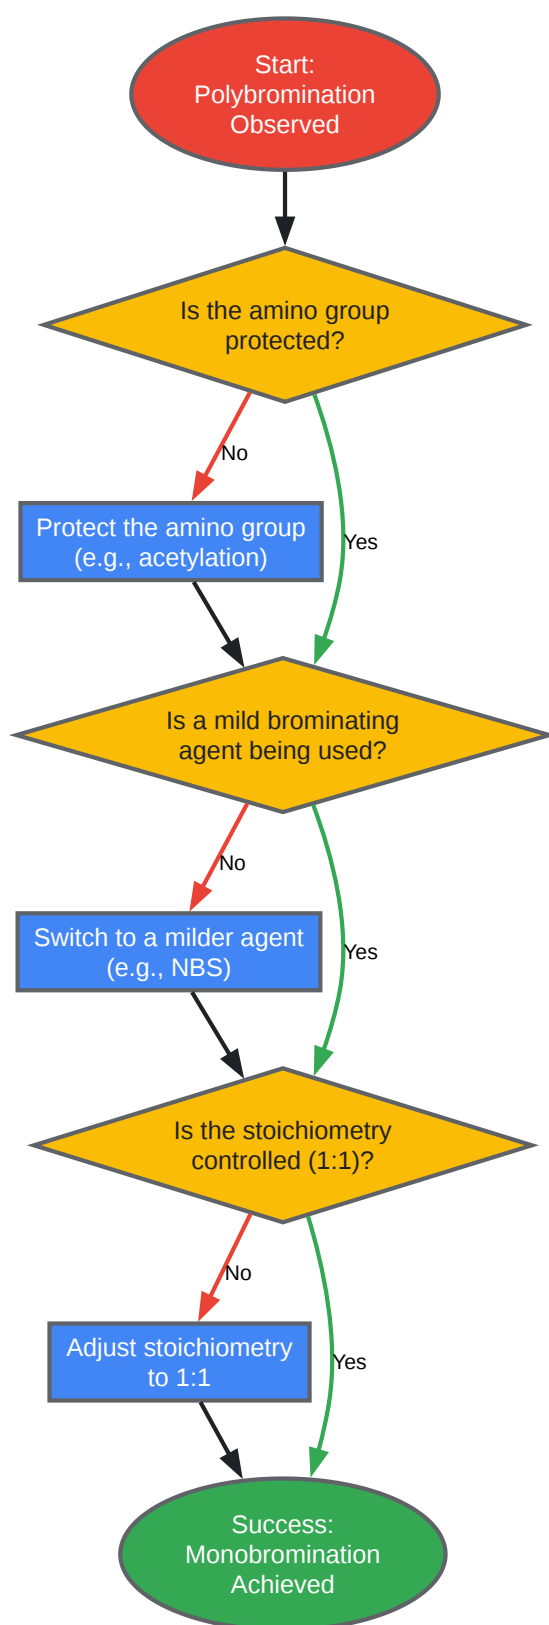 Start:
Polybromination
Observed
Is the amino group
protected?
No
Protect the amino group
(e.g., acetylation)
Yes
Is a mild brominating
agent being used?
No
Switch to a milder agent
(e.g., NBS)
Yes
Is the stoichiometry
controlled (1:1)?
No
Adjust stoichiometry
to 1:1
Yes
Success:
Monobromination
Achieved